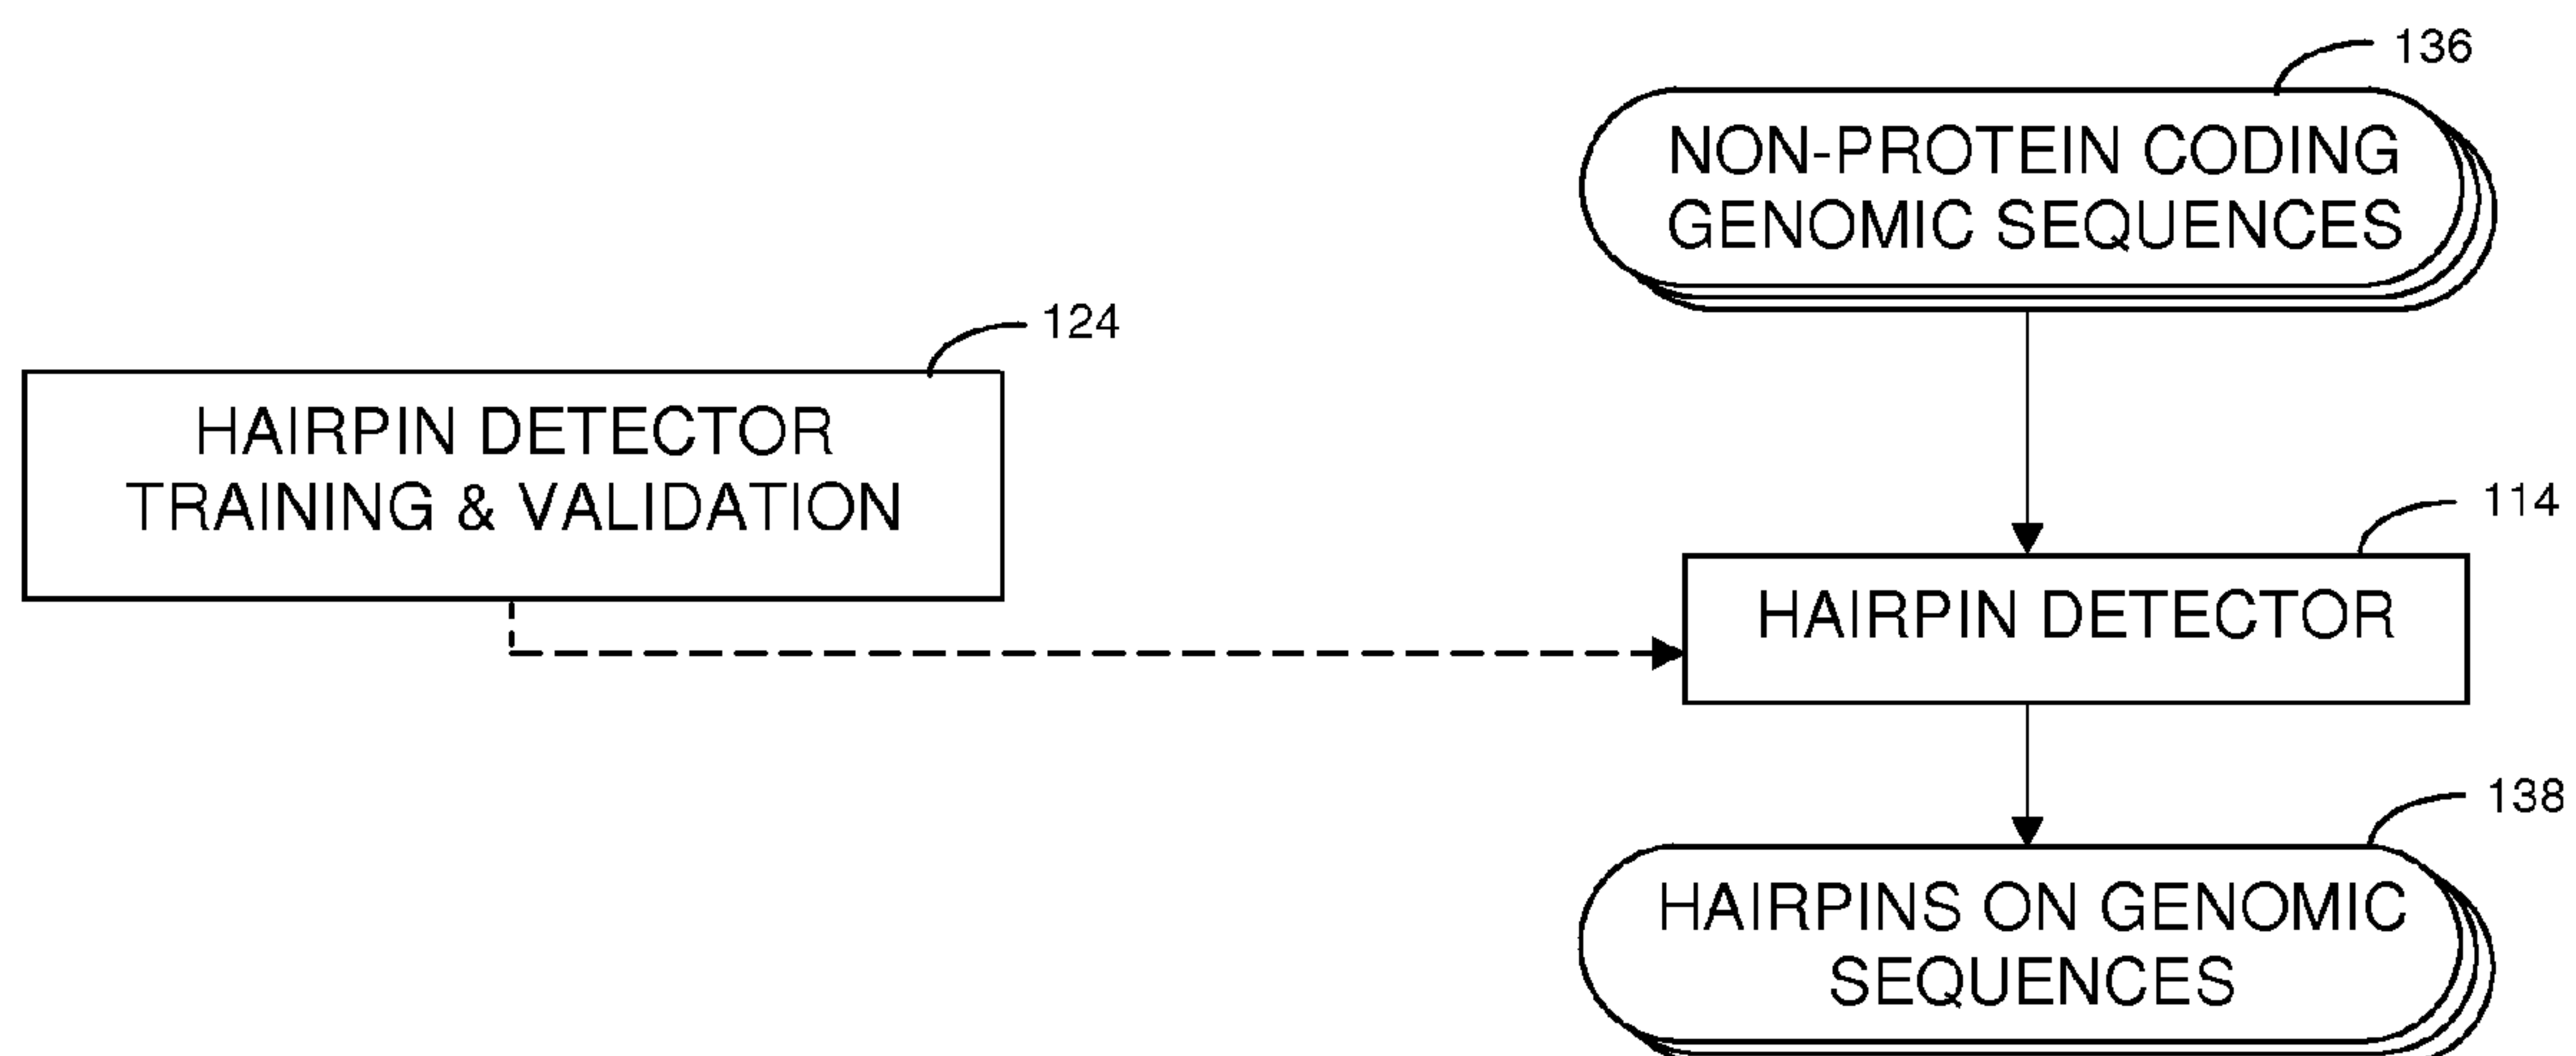 136
NON-PROTEIN CODING
GENOMIC SEQUENCES
124
HAIRPIN DETECTOR
TRAINING & VALIDATION
114
HAIRPIN DETECTOR
138
HAIRPINS ON GENOMIC
SEQUENCES